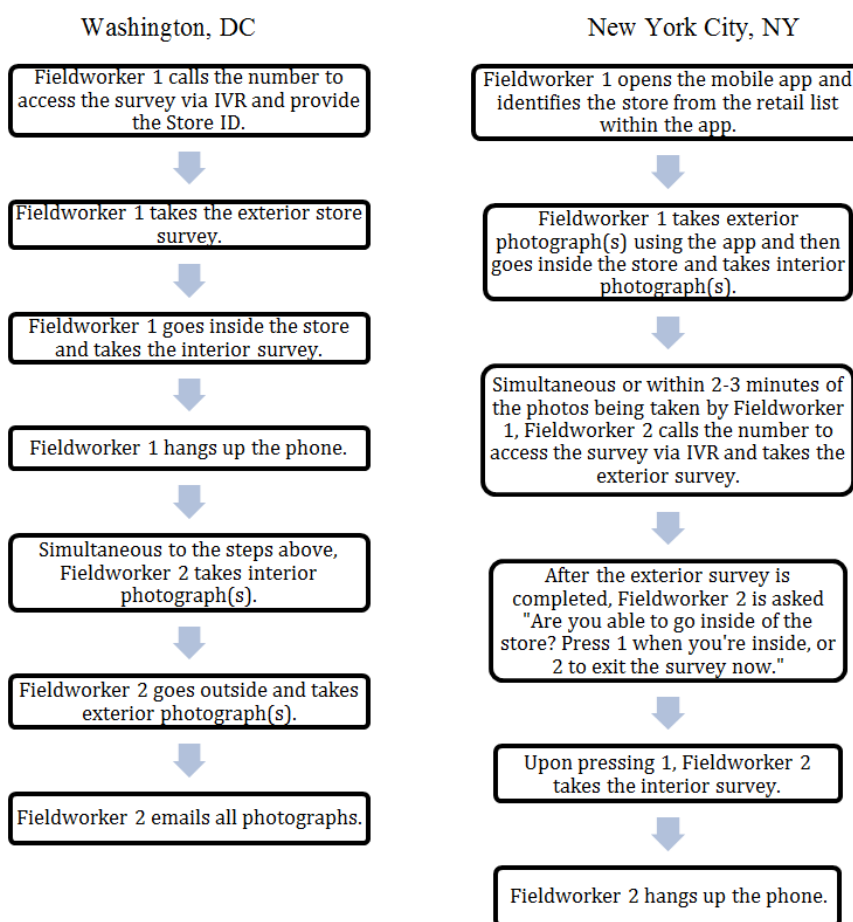 Washington, DC
Fieldworker 1 calls the number to
access the survey via IVR and provide
the Store ID.
Fieldworker 1 takes the exterior store
survey.
Fieldworker 1 goes inside the store
and takes the interior survey.
Fieldworker 1 hangs up the phone.
Simultaneous to the steps above,
Fieldworker 2 takes interior
photograph(s).
Fieldworker 2 goes outside and takes
exterior photograph(s).
Fieldworker 2 emails all photographs.
New York City, NY
Fieldworker 1 opens the mobile app and
identifies the store from the retail list
within the app.
Fieldworker 1 takes exterior
photograph(s) using the app and then
goes inside the store and takes interior
photograph(s).
Simultaneous or within 2-3 minutes of
the photos being taken by Fieldworker
1, Fieldworker 2 calls the number to
access the survey via IVR and takes the
exterior survey.
After the exterior survey is
completed, Fieldworker 2 is asked
"Are you able to go inside of the
store? Press 1 when you're inside, or
2 to exit the survey now."
Upon pressing 1, Fieldworker 2
takes the interior survey.
Fieldworker 2 hangs up the phone.